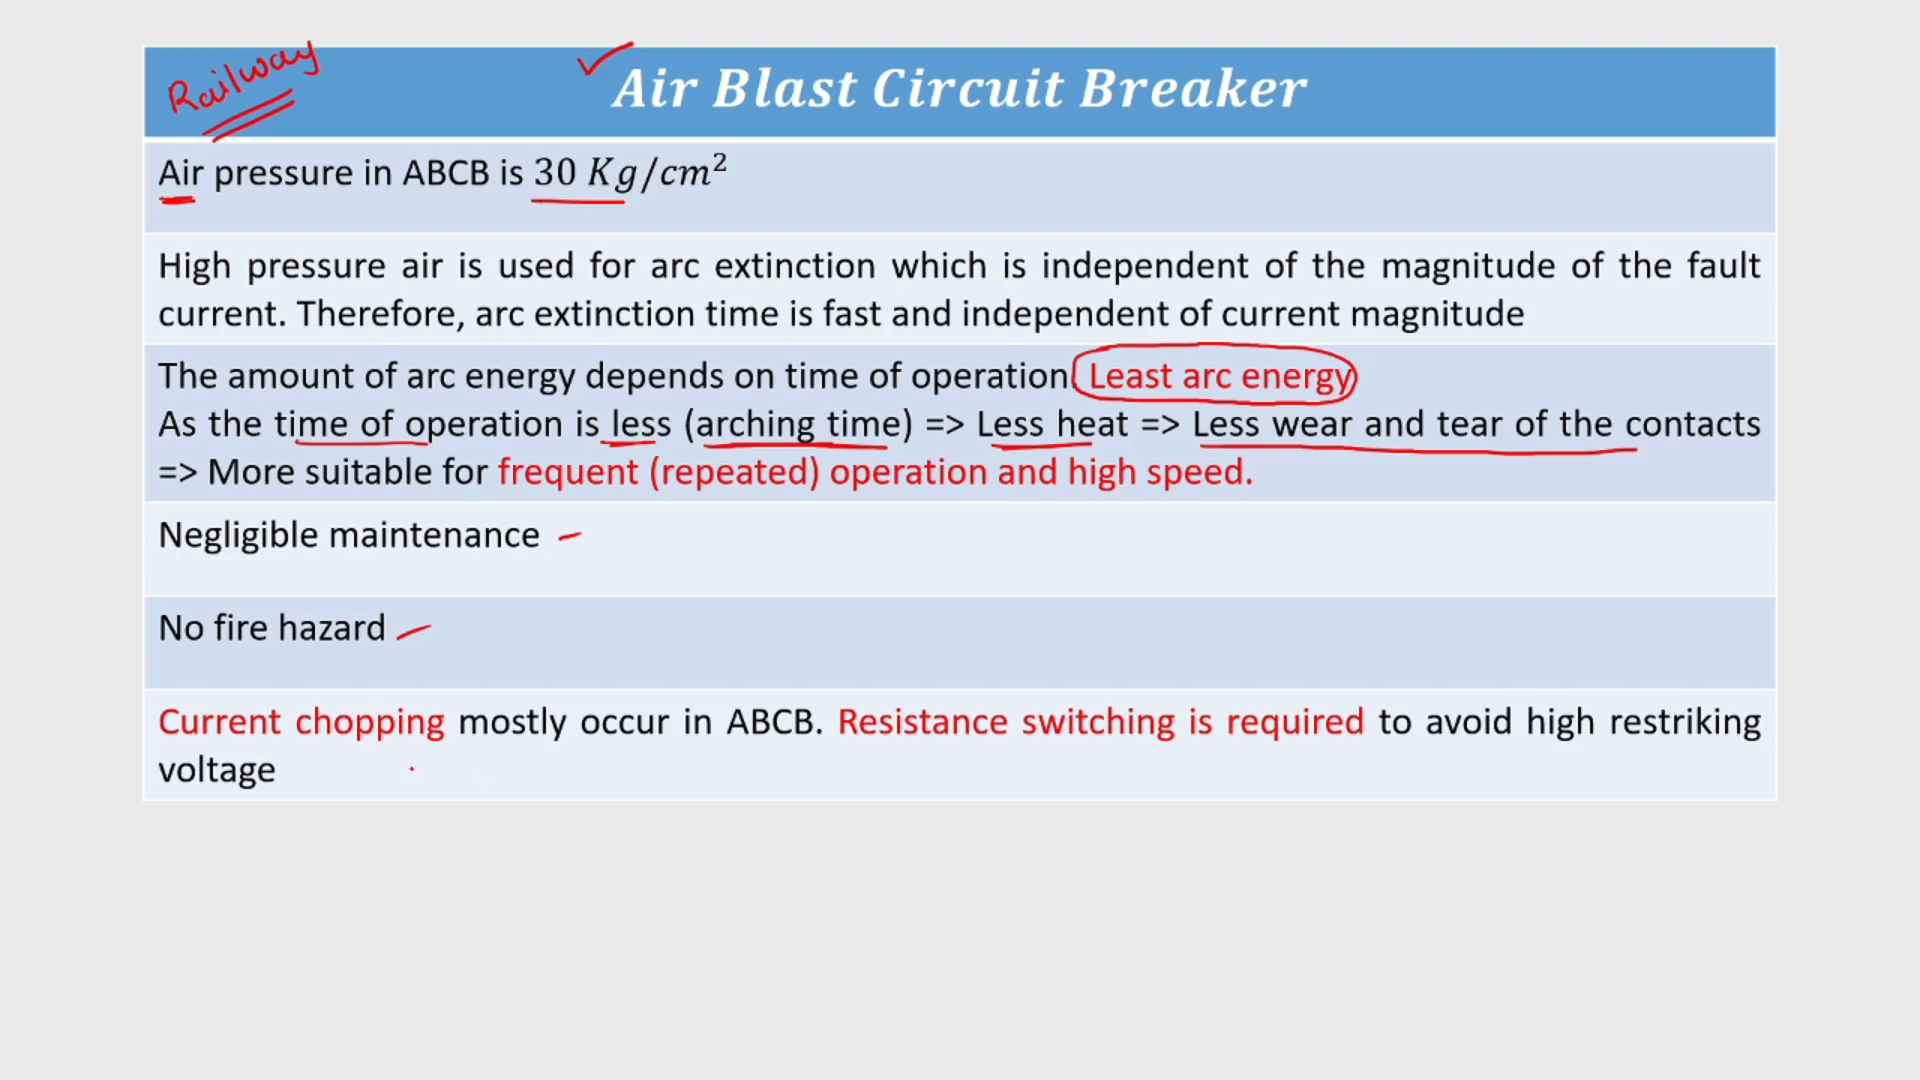 Railway
Air Blast Circuit Breaker
Air pressure in ABCB is 30 Kg/cm²
High pressure air is used for arc extinction which is independent of the magnitude of the fault
current. Therefore, arc extinction time is fast and independent of current magnitude
The amount of arc energy depends on time of operation. Least arc energy
As the time of operation is less (arching time) => Less heat => Less wear and tear of the contacts
=> More suitable for frequent (repeated) operation and high speed.
Negligible maintenance
No fire hazard
Current chopping mostly occur in ABCB. Resistance switching is required to avoid high restriking
voltage